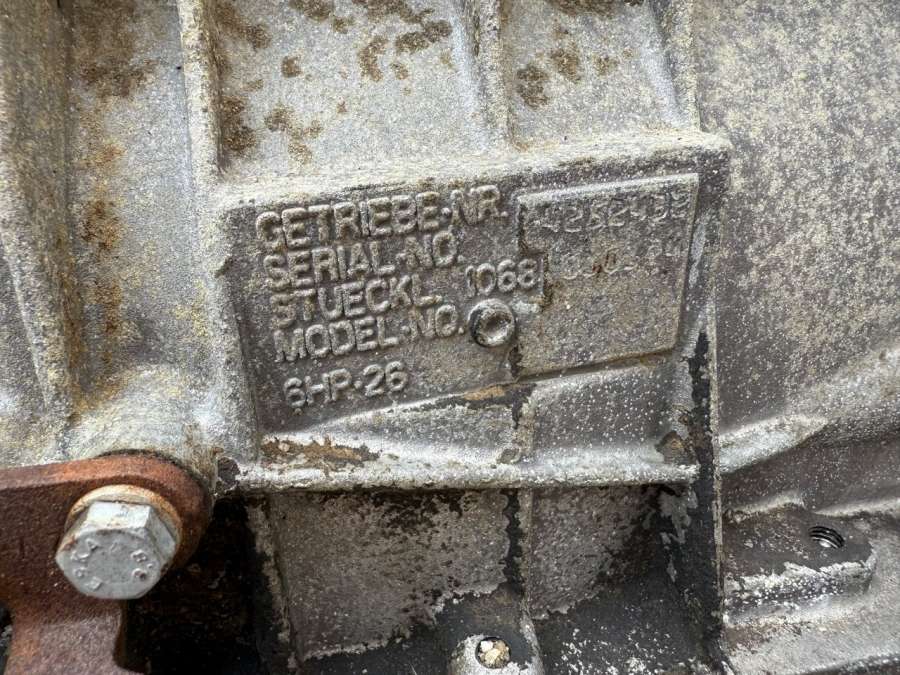 GETRIEBE-NR.
SERIAL-NO.
STUECKL. 1068
MODEL-NO.
6HP-26